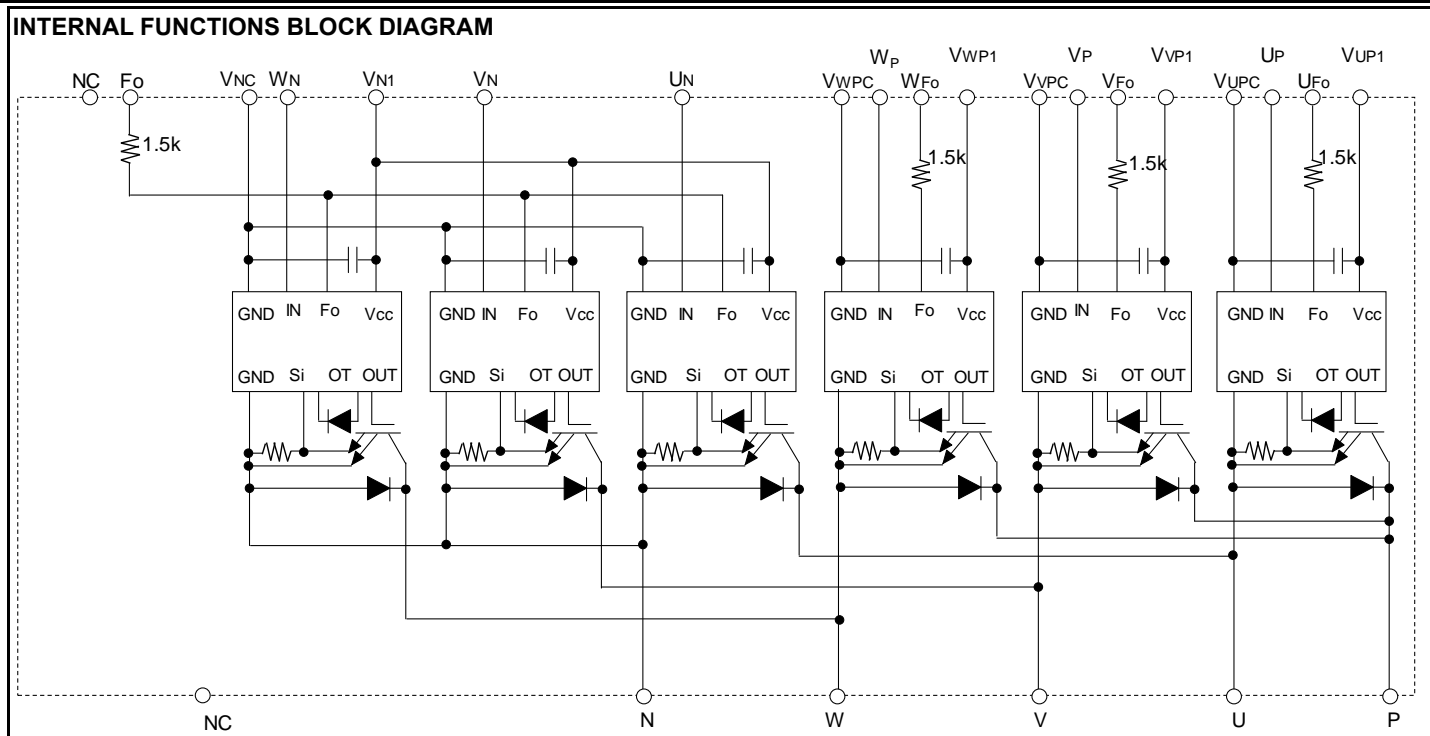 INTERNAL FUNCTIONS BLOCK DIAGRAM
NC Fo VNC WN VN1 VN UN VWPC WP WFo VWP1 VVPC VP VFo VVP1 VUPC UP UFo VUP1
1.5k 1.5k 1.5k 1.5k
GND IN Fo Vcc GND IN Fo Vcc GND IN Fo Vcc GND IN Fo Vcc GND IN Fo Vcc GND IN Fo Vcc
GND Si OT OUT GND Si OT OUT GND Si OT OUT GND Si OT OUT GND Si OT OUT GND Si OT OUT
NC N W V U P